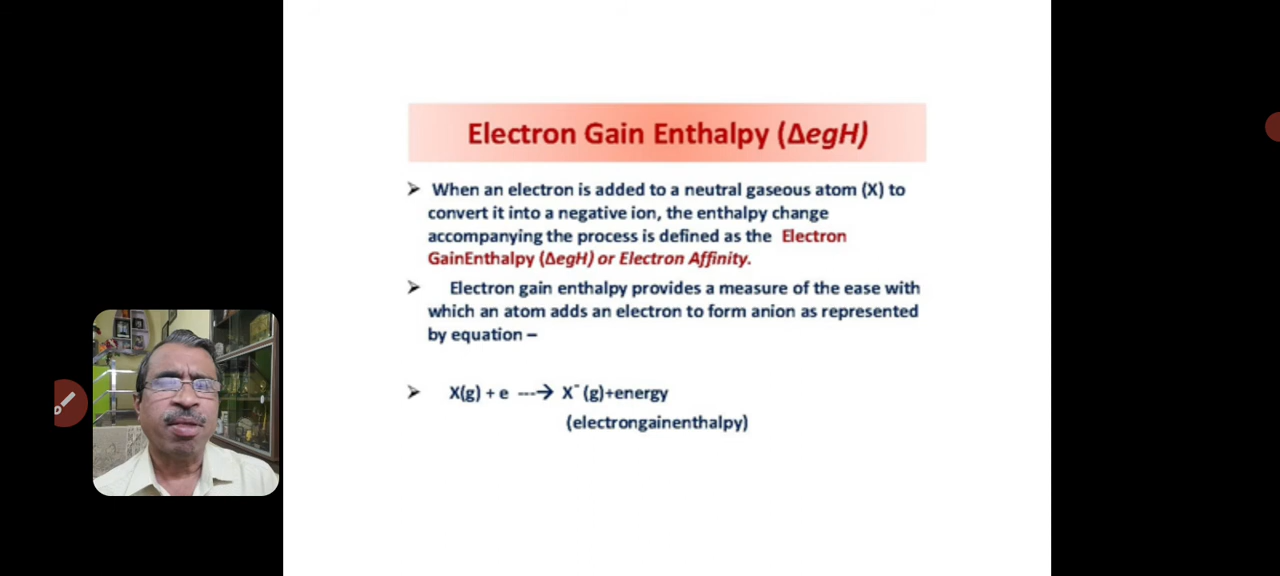 Electron Gain Enthalpy (ΔegH)
➢ When an electron is added to a neutral gaseous atom (X) to
convert it into a negative ion, the enthalpy change
accompanying the process is defined as the Electron
GainEnthalpy (ΔegH) or Electron Affinity.
➢ Electron gain enthalpy provides a measure of the ease with
which an atom adds an electron to form anion as represented
by equation –
➢ X(g) + e ---→ X⁻ (g)+energy
(electrongainenthalpy)